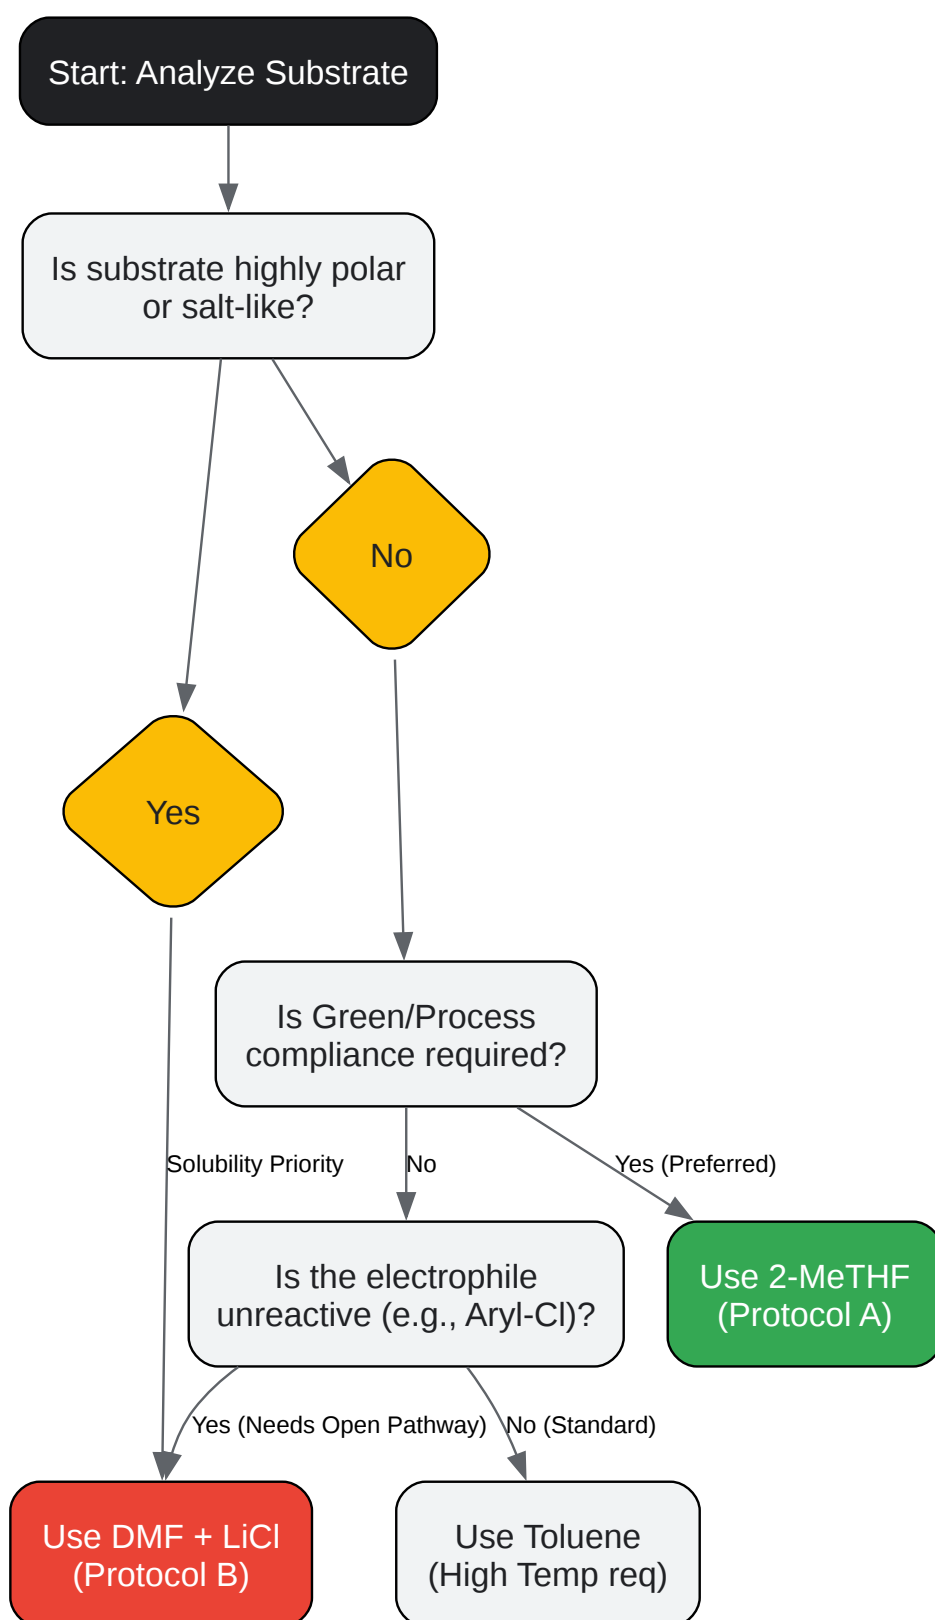 Start: Analyze Substrate
Is substrate highly polar
or salt-like?
No
Yes
Is Green/Process
compliance required?
Solubility Priority
No
Yes (Preferred)
Is the electrophile
unreactive (e.g., Aryl-Cl)?
Use 2-MeTHF
(Protocol A)
Yes (Needs Open Pathway)
No (Standard)
Use DMF + LiCl
(Protocol B)
Use Toluene
(High Temp req)